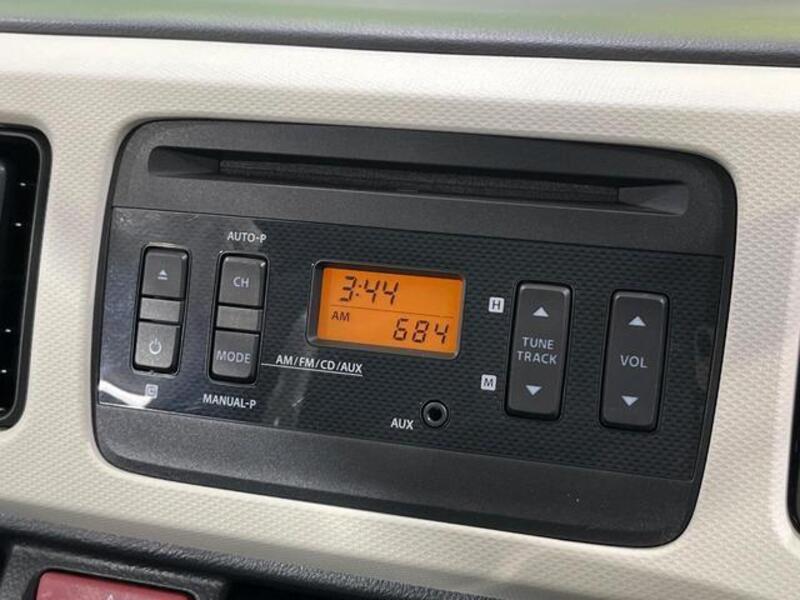 AUTO-P
CH
MODE
MANUAL-P
AM/FM/CD/AUX
3:44
AM
684
AUX
H
M
TUNE
TRACK
VOL